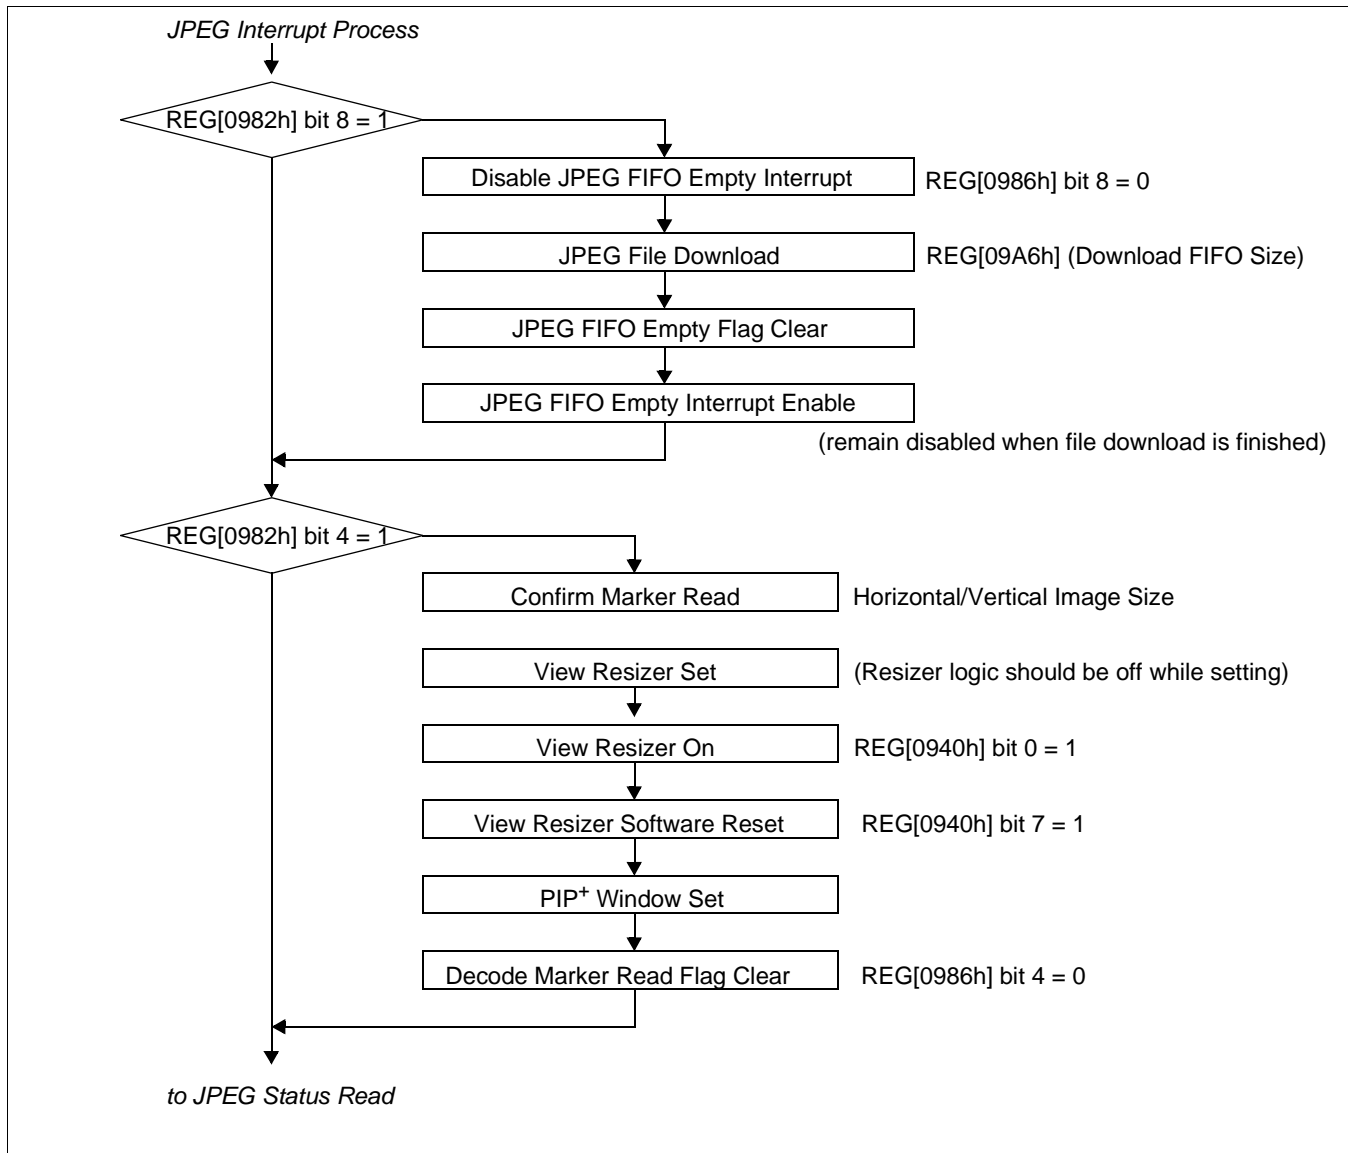 JPEG Interrupt Process
REG[0982h] bit 8 = 1
Disable JPEG FIFO Empty Interrupt
REG[0986h] bit 8 = 0
JPEG File Download
REG[09A6h] (Download FIFO Size)
JPEG FIFO Empty Flag Clear
JPEG FIFO Empty Interrupt Enable
(remain disabled when file download is finished)
REG[0982h] bit 4 = 1
Confirm Marker Read
Horizontal/Vertical Image Size
View Resizer Set
(Resizer logic should be off while setting)
View Resizer On
REG[0940h] bit 0 = 1
View Resizer Software Reset
REG[0940h] bit 7 = 1
PIP+ Window Set
Decode Marker Read Flag Clear
REG[0986h] bit 4 = 0
to JPEG Status Read